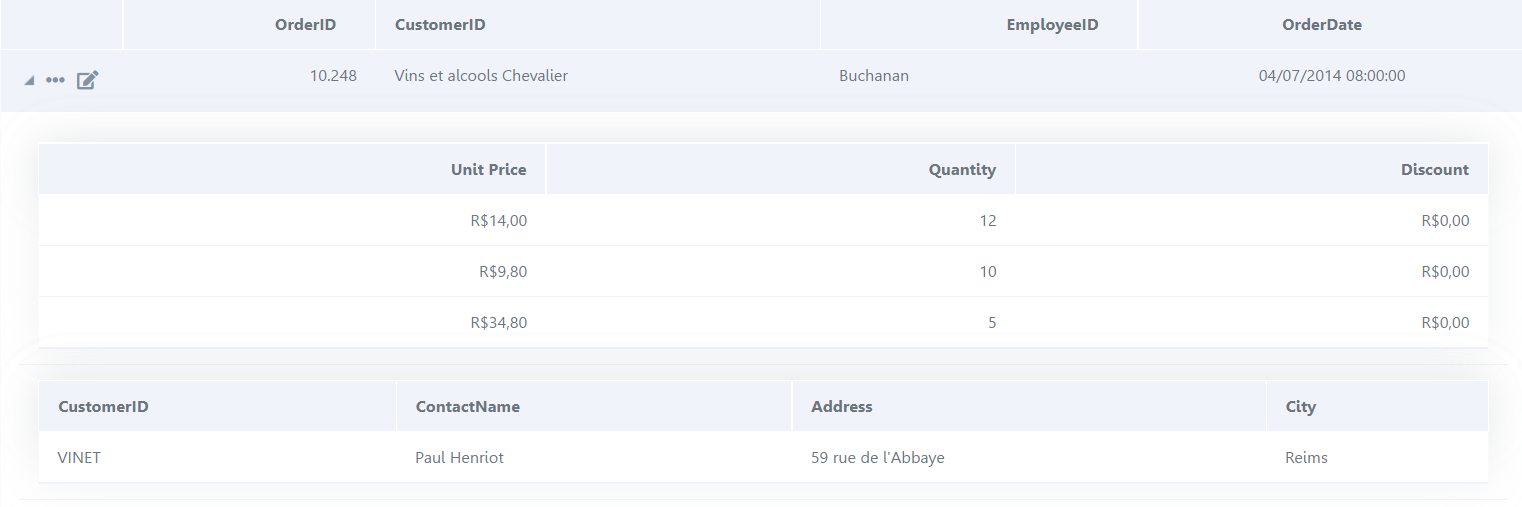 OrderID CustomerID EmployeeID OrderDate
10.248 Vins et alcools Chevalier Buchanan 04/07/2014 08:00:00
Unit Price Quantity Discount
R$14,00 12 R$0,00
R$9,80 10 R$0,00
R$34,80 5 R$0,00
CustomerID ContactName Address City
VINET Paul Henriot 59 rue de l'Abbaye Reims